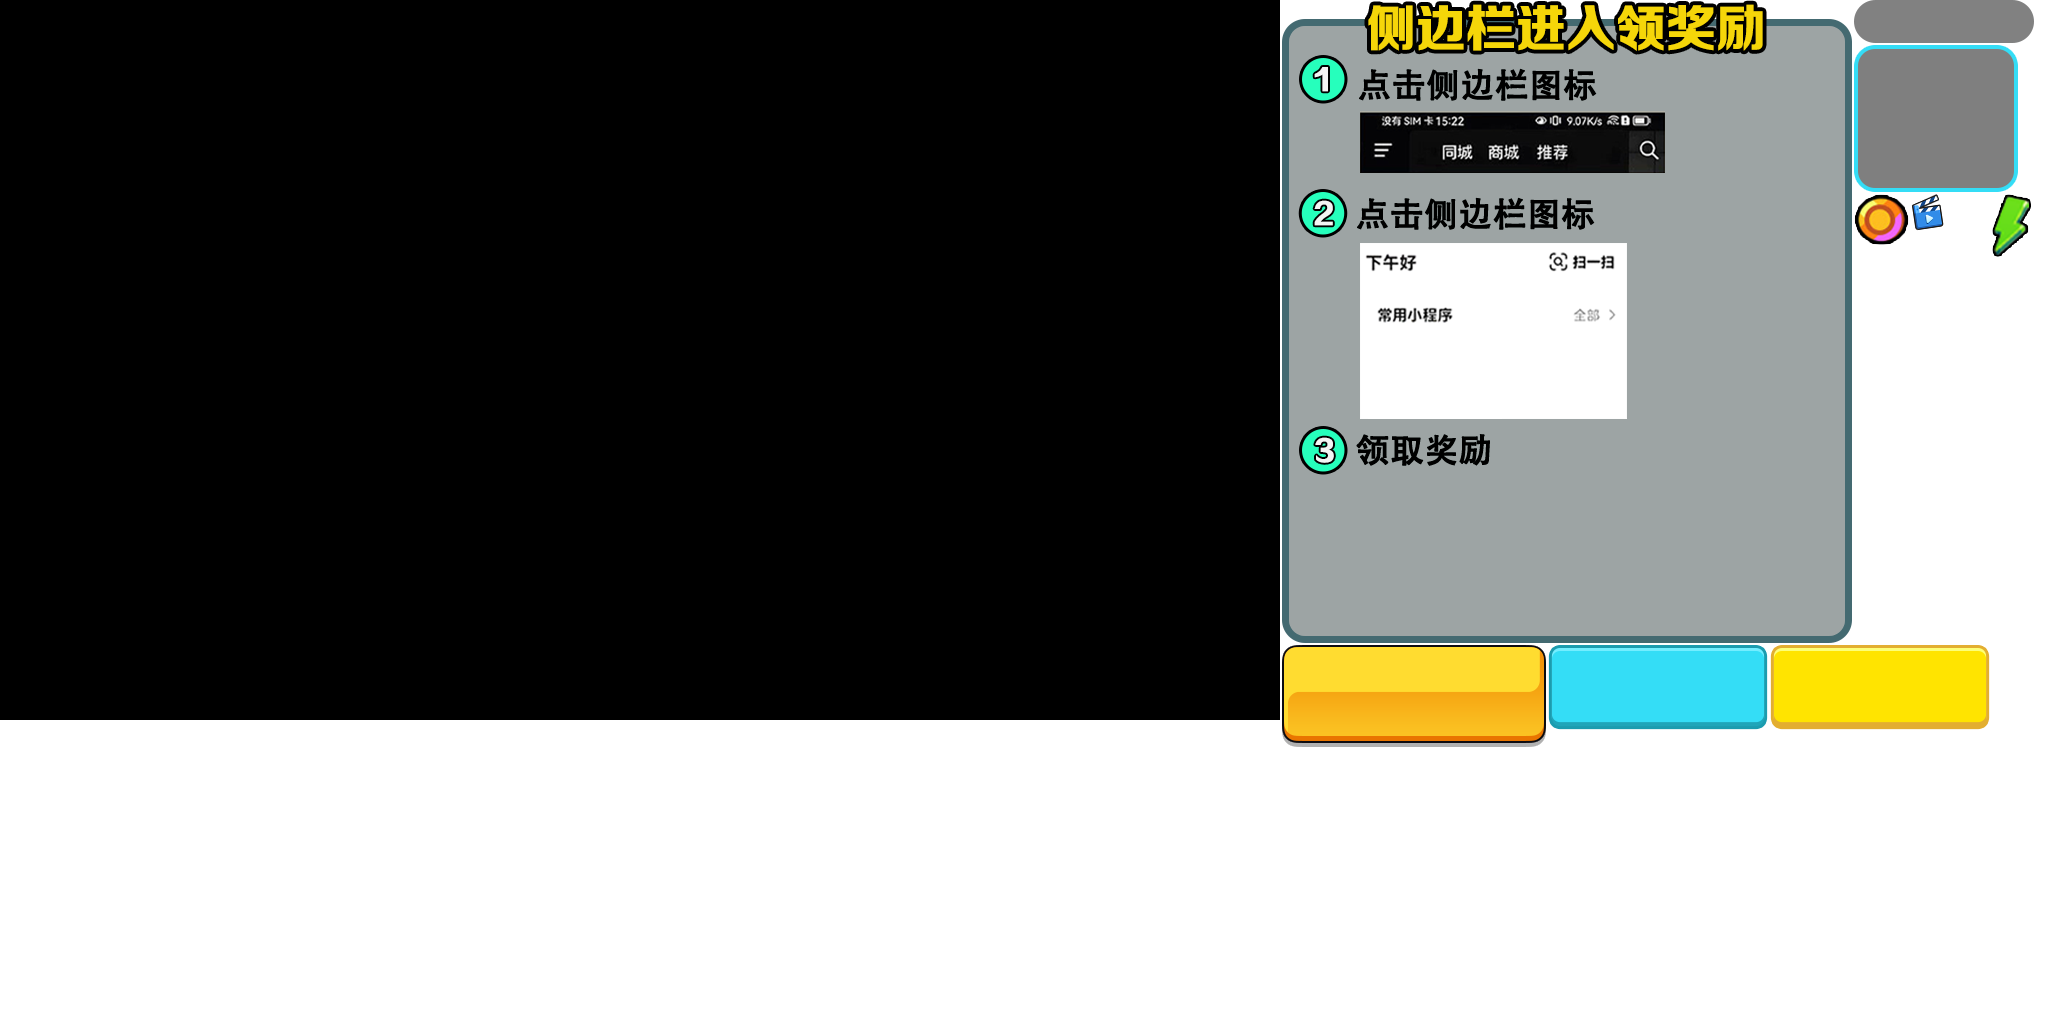 侧边栏进入领奖励
1 点击侧边栏图标
没有 SIM 卡 15:22 9.07K/s
同城 商城 推荐
2 点击侧边栏图标
下午好 扫一扫
常用小程序 全部 >
3 领取奖励